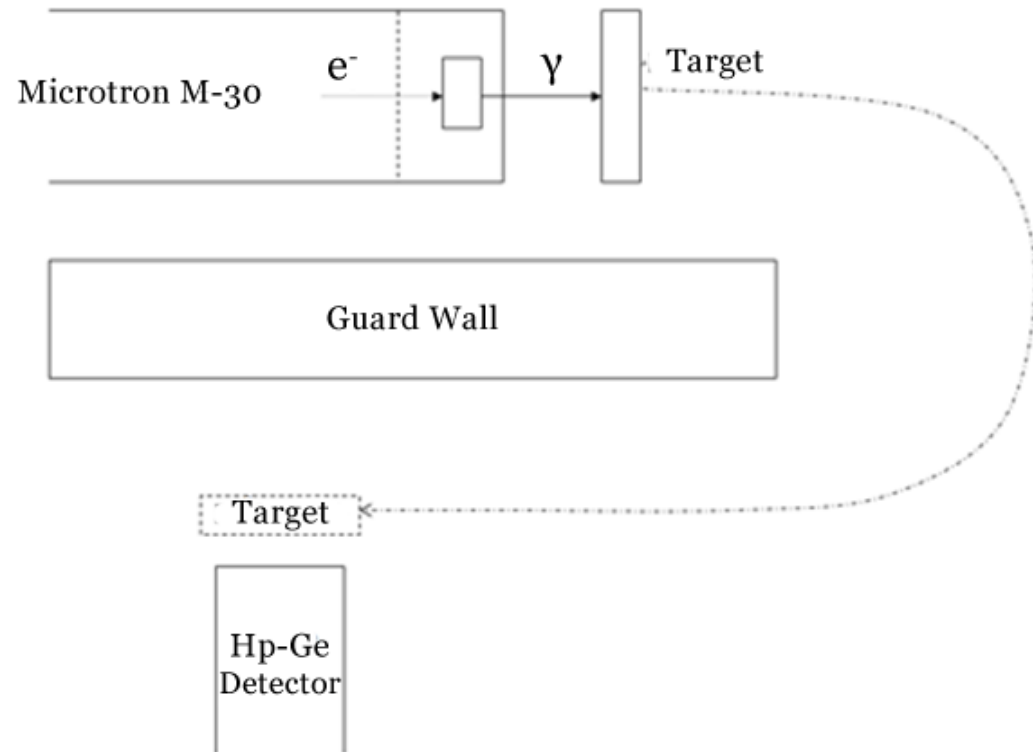 Microtron M-30
e-
γ
Target
Guard Wall
Target
Hp-Ge
Detector